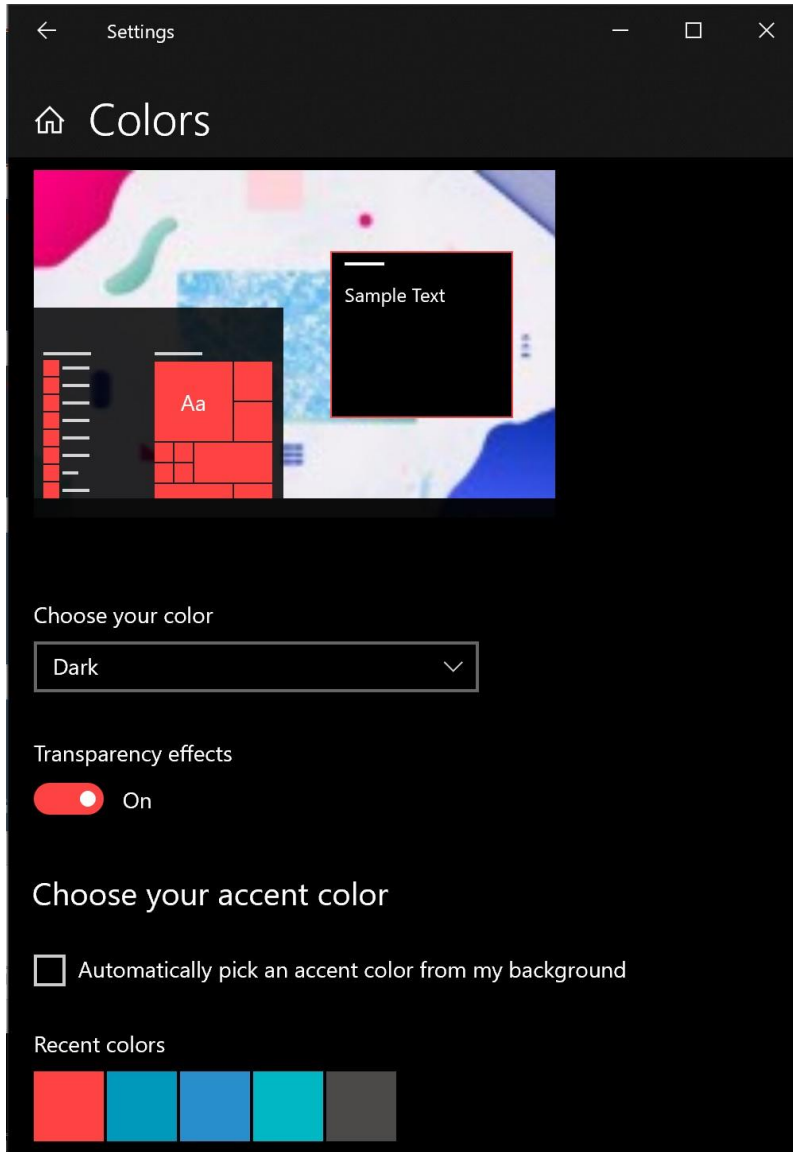 Settings
Colors
Sample Text
Aa
Choose your color
Dark
Transparency effects
On
Choose your accent color
Automatically pick an accent color from my background
Recent colors